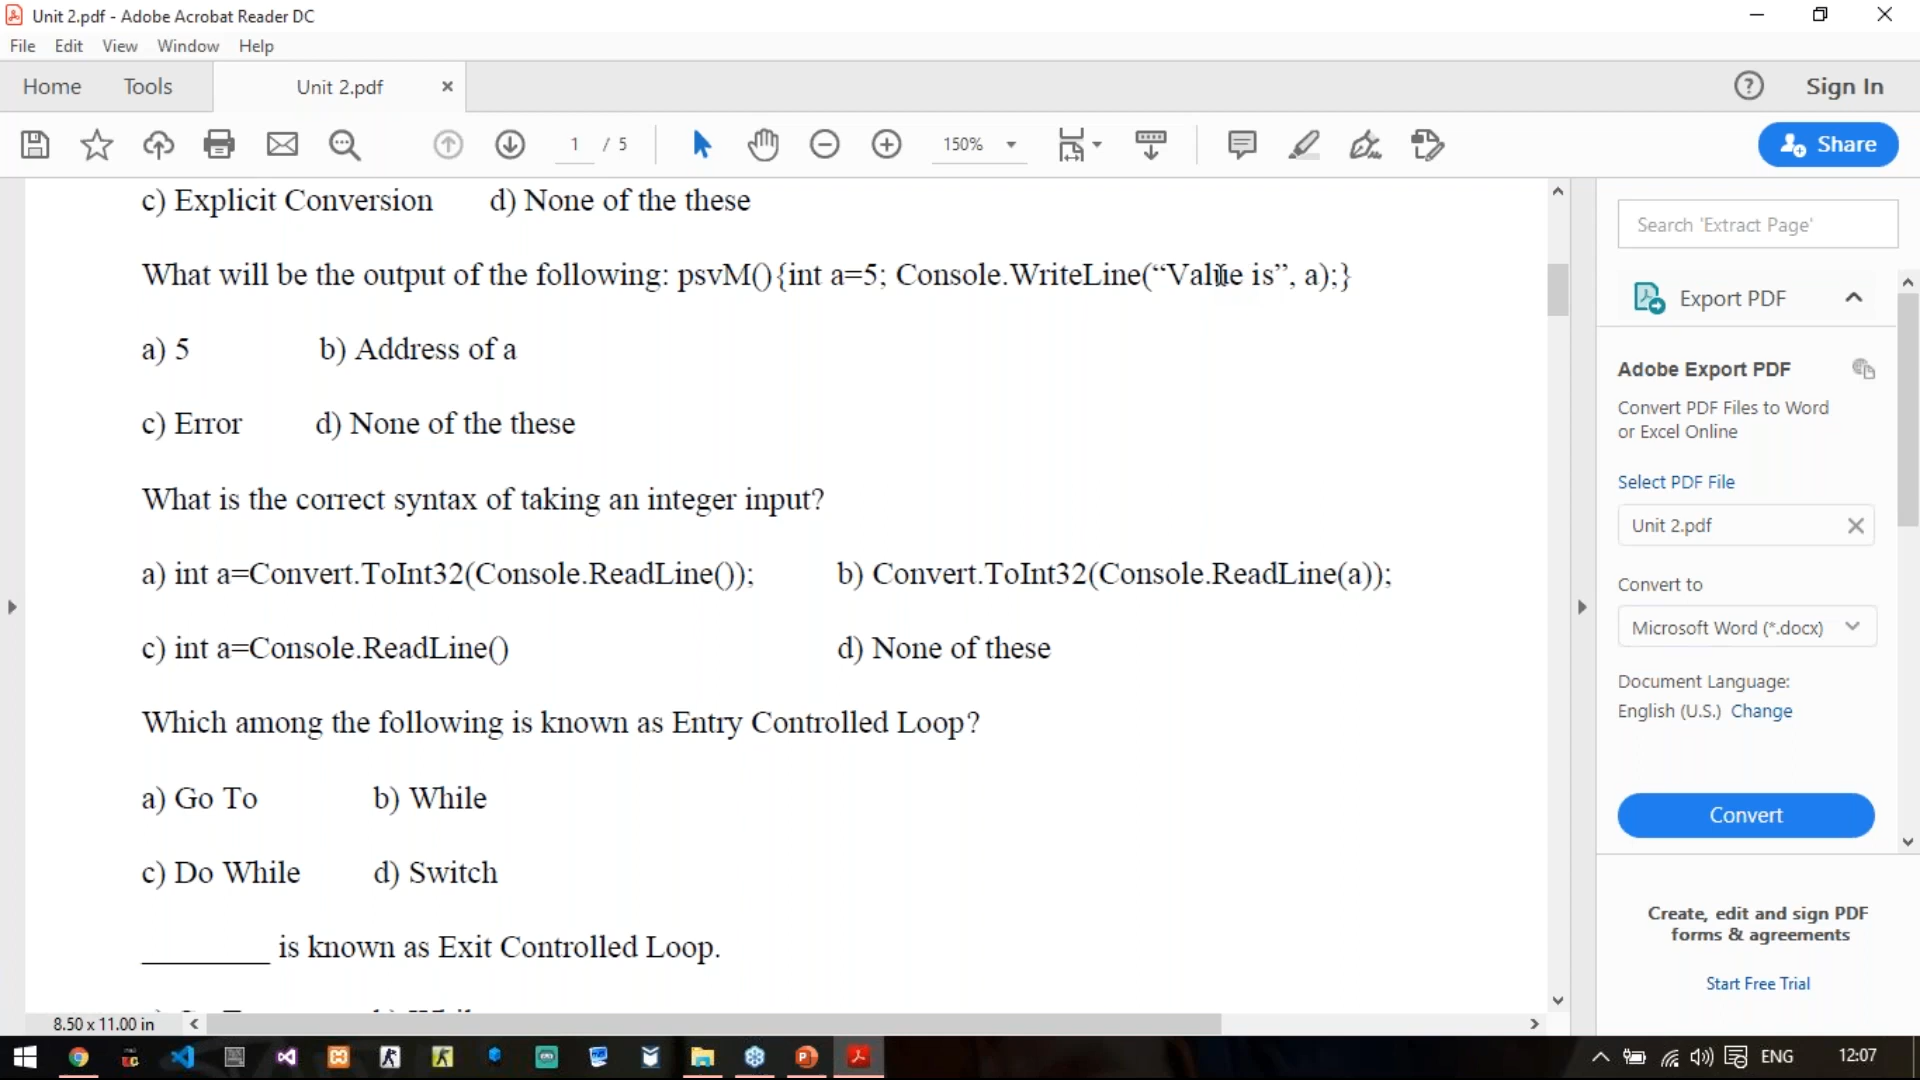 Unit 2.pdf - Adobe Acrobat Reader DC
File Edit View Window Help
Home Tools Unit 2.pdf Sign In
1 / 5 150% Share
c) Explicit Conversion d) None of the these
What will be the output of the following: psvM(){int a=5; Console.WriteLine(“Value is”, a);}
a) 5 b) Address of a
c) Error d) None of the these
What is the correct syntax of taking an integer input?
a) int a=Convert.ToInt32(Console.ReadLine()); b) Convert.ToInt32(Console.ReadLine(a));
c) int a=Console.ReadLine() d) None of these
Which among the following is known as Entry Controlled Loop?
a) Go To b) While
c) Do While d) Switch
________ is known as Exit Controlled Loop.
8.50 x 11.00 in
Search 'Extract Page'
Export PDF
Adobe Export PDF
Convert PDF Files to Word
or Excel Online
Select PDF File
Unit 2.pdf
Convert to
Microsoft Word (*.docx)
Document Language:
English (U.S.) Change
Convert
Create, edit and sign PDF
forms & agreements
Start Free Trial
ENG 12:07